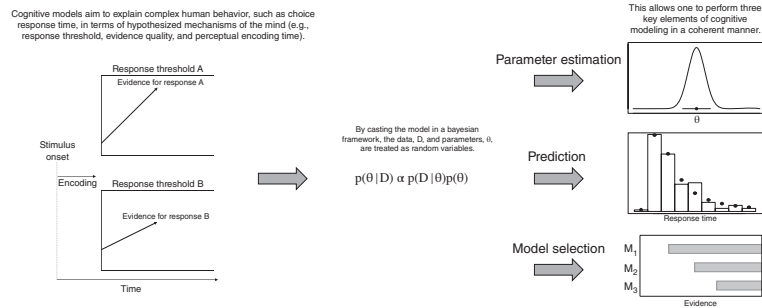 Cognitive models aim to explain complex human behavior, such as choice
response time, in terms of hypothesized mechanisms of the mind (e.g.,
response threshold, evidence quality, and perceptual encoding time).
Response threshold A
Evidence for response A
Stimulus
onset
Encoding
Response threshold B
Evidence for response B
Time
By casting the model in a bayesian
framework, the data, D, and parameters, θ,
are treated as random variables.
p(θ|D) α p(D|θ)p(θ)
This allows one to perform three
key elements of cognitive
modeling in a coherent manner.
Parameter estimation
θ
Prediction
Response time
Model selection
M1
M2
M3
Evidence